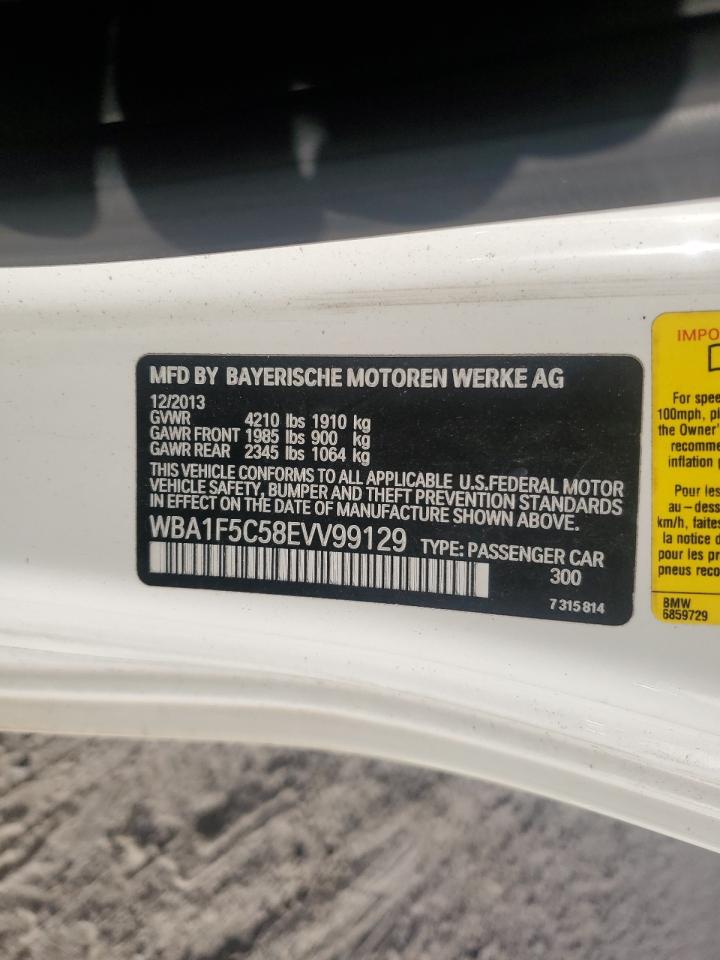 MFD BY BAYERISCHE MOTOREN WERKE AG
12/2013
GVWR 4210 lbs 1910 kg
GAWR FRONT 1985 lbs 900 kg
GAWR REAR 2345 lbs 1064 kg
THIS VEHICLE CONFORMS TO ALL APPLICABLE U.S.FEDERAL MOTOR
VEHICLE SAFETY, BUMPER AND THEFT PREVENTION STANDARDS
IN EFFECT ON THE DATE OF MANUFACTURE SHOWN ABOVE.
WBA1F5C58EVV99129 TYPE: PASSENGER CAR
300
7 315 814
IMPO
For spee
100mph, pl
the Owner'
recomme
inflation
Pour les
au-dess
km/h, faites
la notice d
pour les pr
pneus reco
BMW
6859729